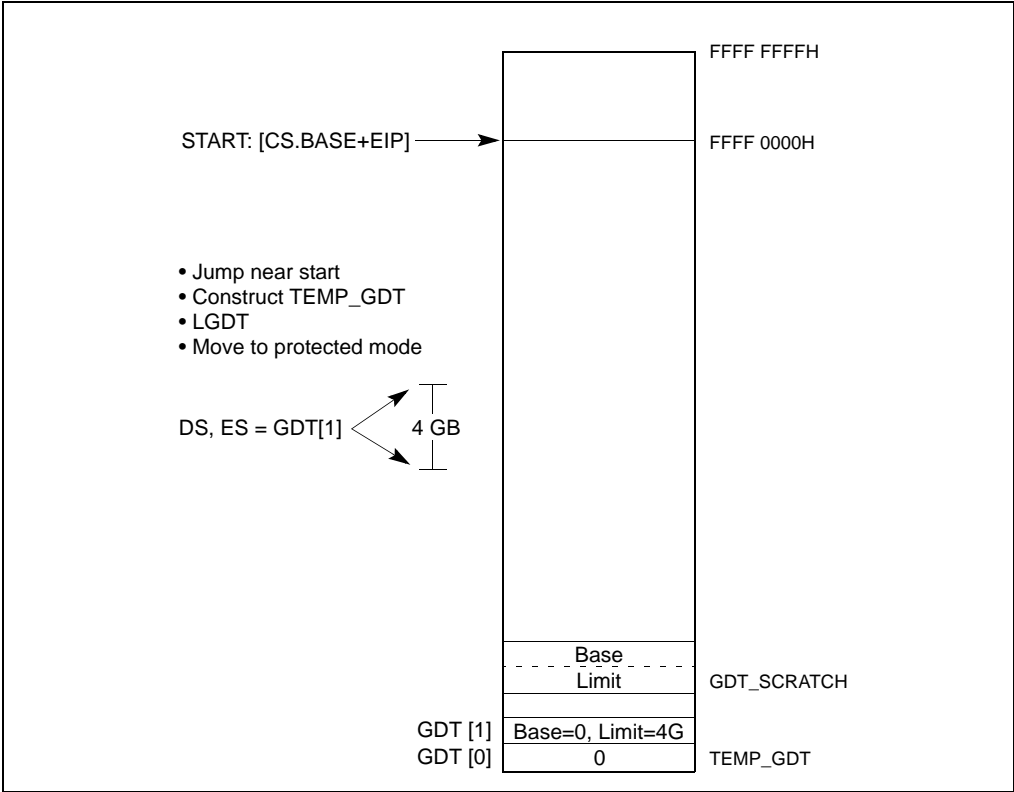 FFFF FFFFH
START: [CS.BASE+EIP]
FFFF 0000H
• Jump near start
• Construct TEMP_GDT
• LGDT
• Move to protected mode
DS, ES = GDT[1]
4 GB
Base
Limit
GDT_SCRATCH
GDT [1]
Base=0, Limit=4G
GDT [0]
0
TEMP_GDT